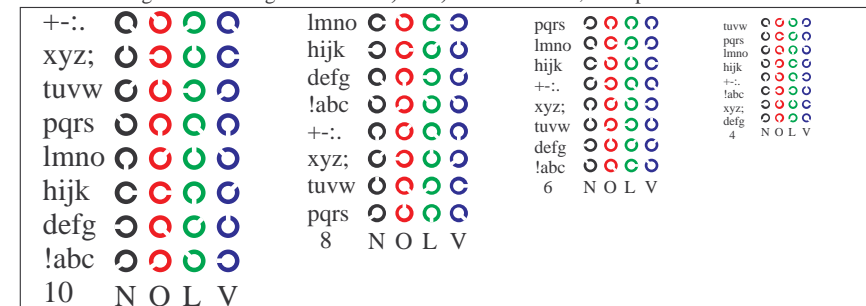 +-:.
xyz;
tuvw
pqrs
lmno
hijk
defg
!abc
10 N O L V
lmno
hijk
defg
!abc
+-:.
xyz;
tuvw
pqrs
8 N O L V
pqrs
lmno
hijk
+-:.
xyz;
tuvw
defg
!abc
6 N O L V
tuvw
pqrs
lmno
hijk
+-:.
!abc
xyz;
defg
4 N O L V